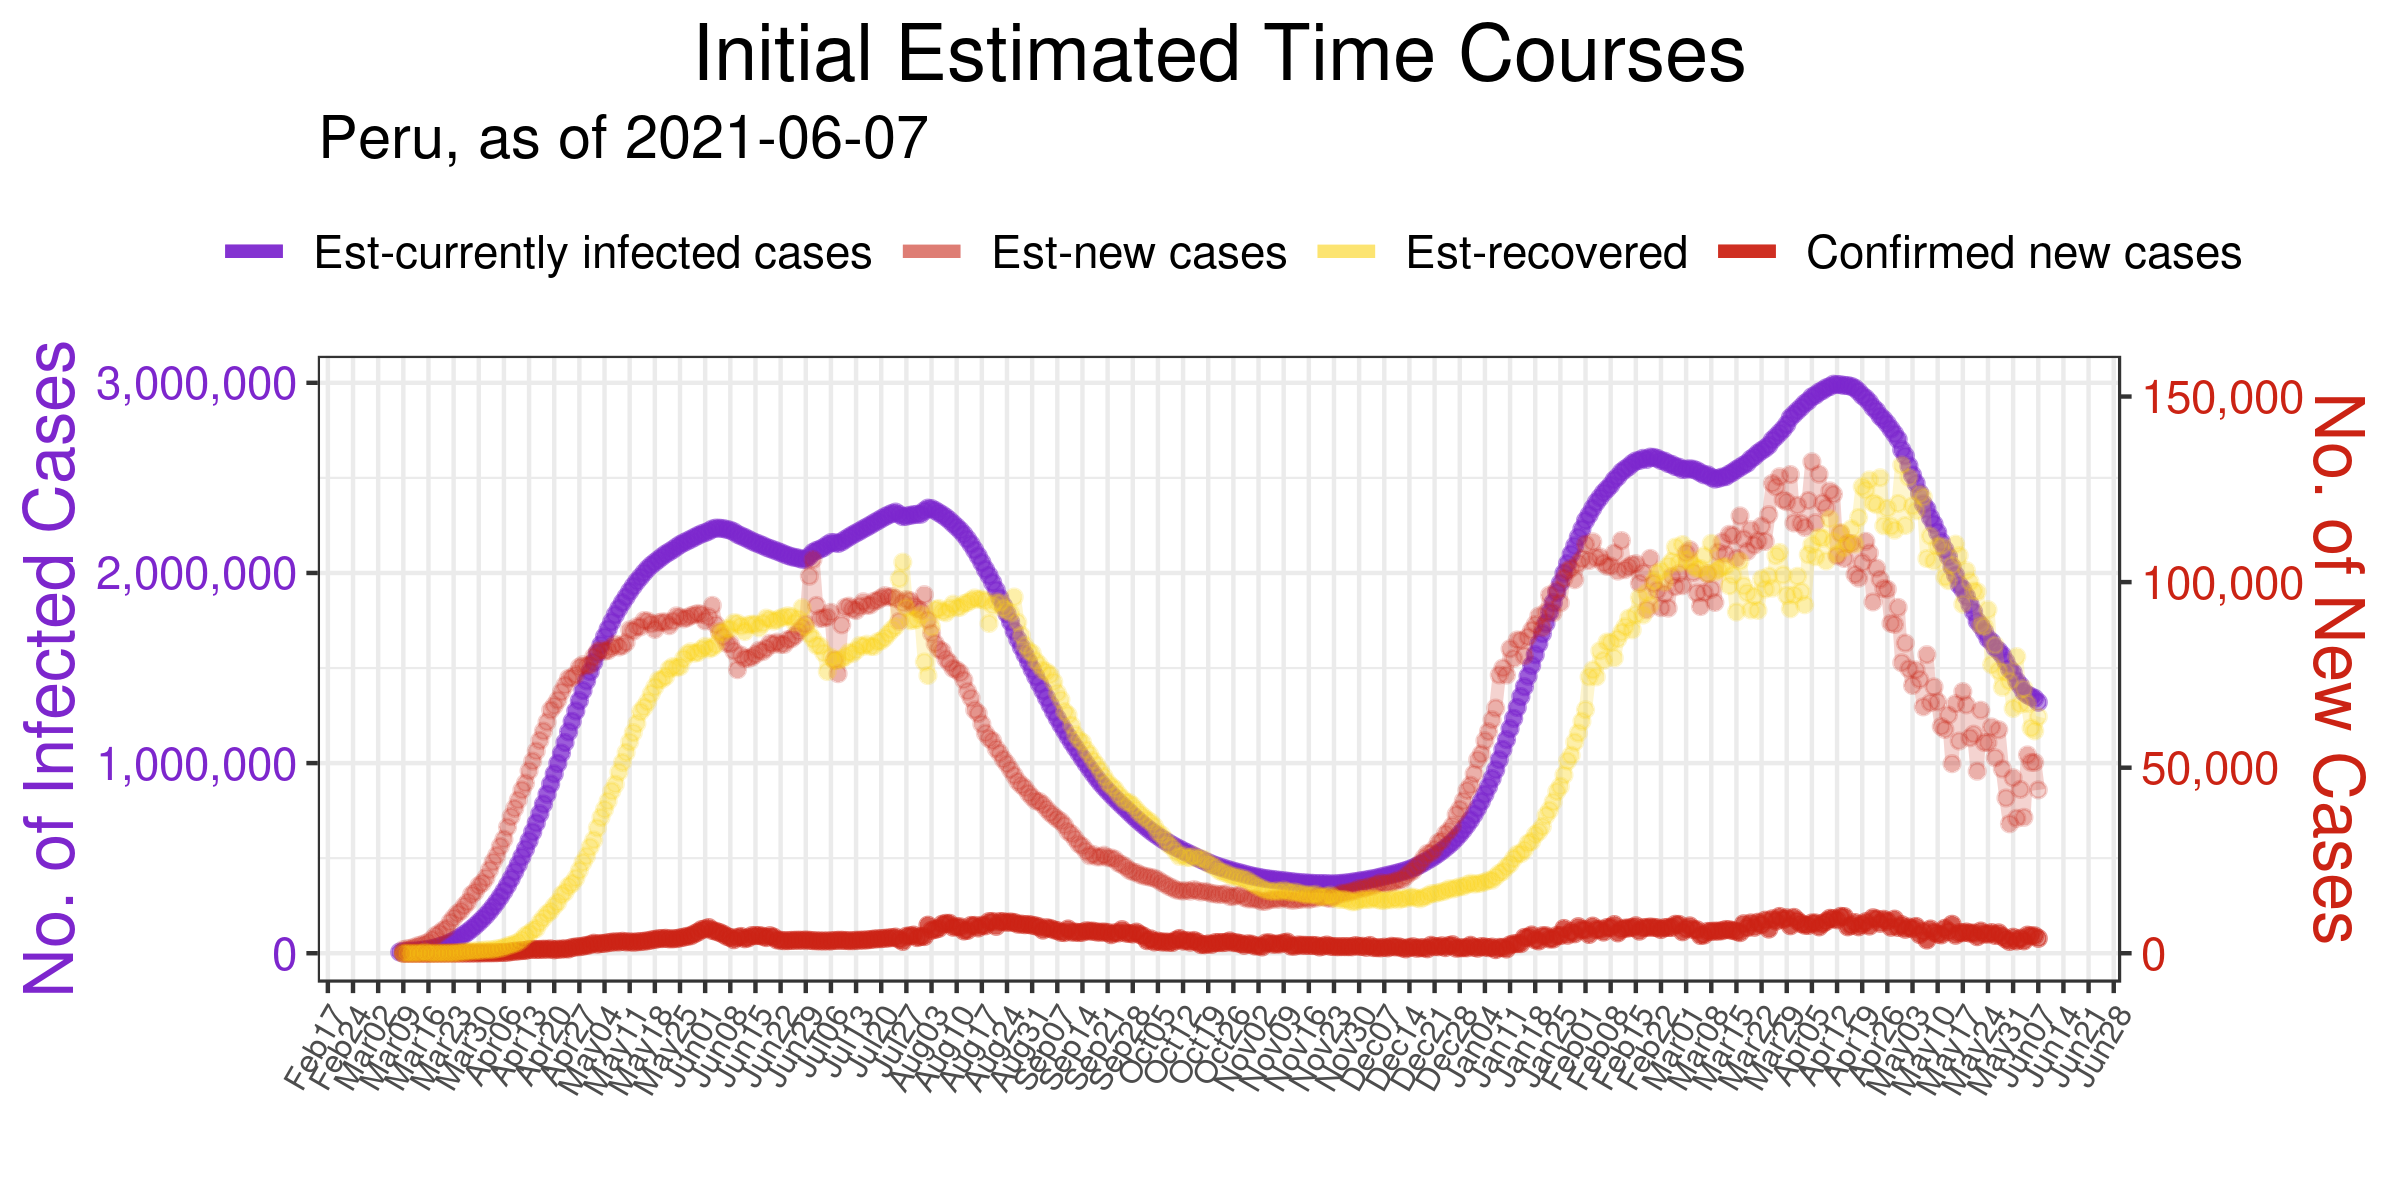 Initial Estimated Time Courses
Peru, as of 2021-06-07
Est-currently infected cases Est-new cases Est-recovered Confirmed new cases
No. of Infected Cases
3,000,000
2,000,000
1,000,000
0
150,000
100,000
50,000
0
No. of New Cases
Feb17
Feb24
Mar02
Mar09
Mar16
Mar23
Mar30
Apr06
Apr13
Apr20
Apr27
May04
May11
May18
May25
Jun01
Jun08
Jun15
Jun22
Jun29
Jul06
Jul13
Jul20
Jul27
Aug03
Aug10
Aug17
Aug24
Aug31
Sep07
Sep14
Sep21
Sep28
Oct05
Oct12
Oct19
Oct26
Nov02
Nov09
Nov16
Nov23
Nov30
Dec07
Dec14
Dec21
Dec28
Jan04
Jan11
Jan18
Jan25
Feb01
Feb08
Feb15
Feb22
Mar01
Mar08
Mar15
Mar22
Mar29
Apr05
Apr12
Apr19
Apr26
May03
May10
May17
May24
May31
Jun07
Jun14
Jun21
Jun28